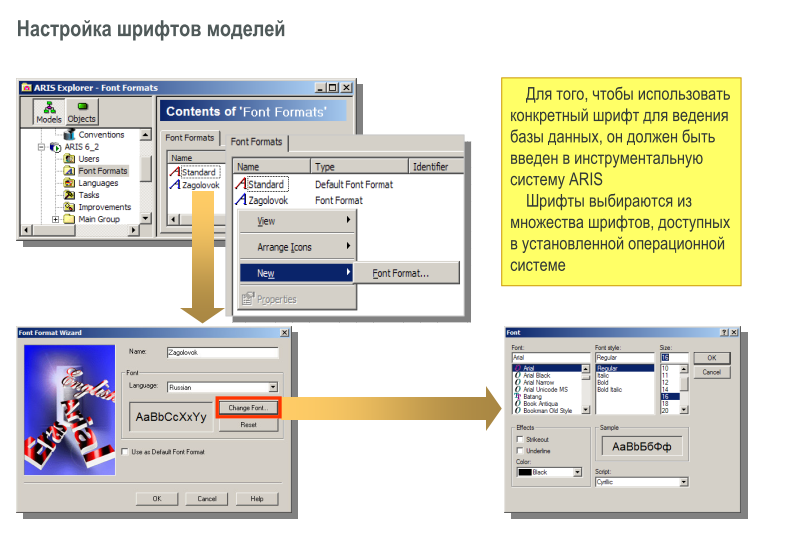 Настройка шрифтов моделей
ARIS Explorer - Font Formats
Models
Objects
Conventions
ARIS 6_2
Users
Font Formats
Languages
Tasks
Improvements
Main Group
Contents of 'Font Formats'
Font Formats
Name
Standard
Zagolovok
Font Formats
Name Type Identifier
Standard Default Font Format
Zagolovok Font Format
View
Arrange Icons
New
Font Format...
Properties
Для того, чтобы использовать
конкретный шрифт для ведения
базы данных, он должен быть
введен в инструментальную
систему ARIS
Шрифты выбираются из
множества шрифтов, доступных
в установленной операционной
системе
Font Format Wizard
Name: Zagolovok
Font
Language: Russian
AaBbCcXxYy
Change Font...
Reset
Use as Default Font Format
OK Cancel Help
English
Font
Font: Font style: Size:
Arial Regular 16
OK
Cancel
Arial Regular 10
Arial Black Italic 11
Arial Narrow Bold 12
Arial Unicode MS Bold Italic 14
Batang 16
Book Antiqua 18
Bookman Old Style 20
Effects
Strikeout
Underline
Color:
Black
Sample
АаВbБбФф
Script:
Cyrillic